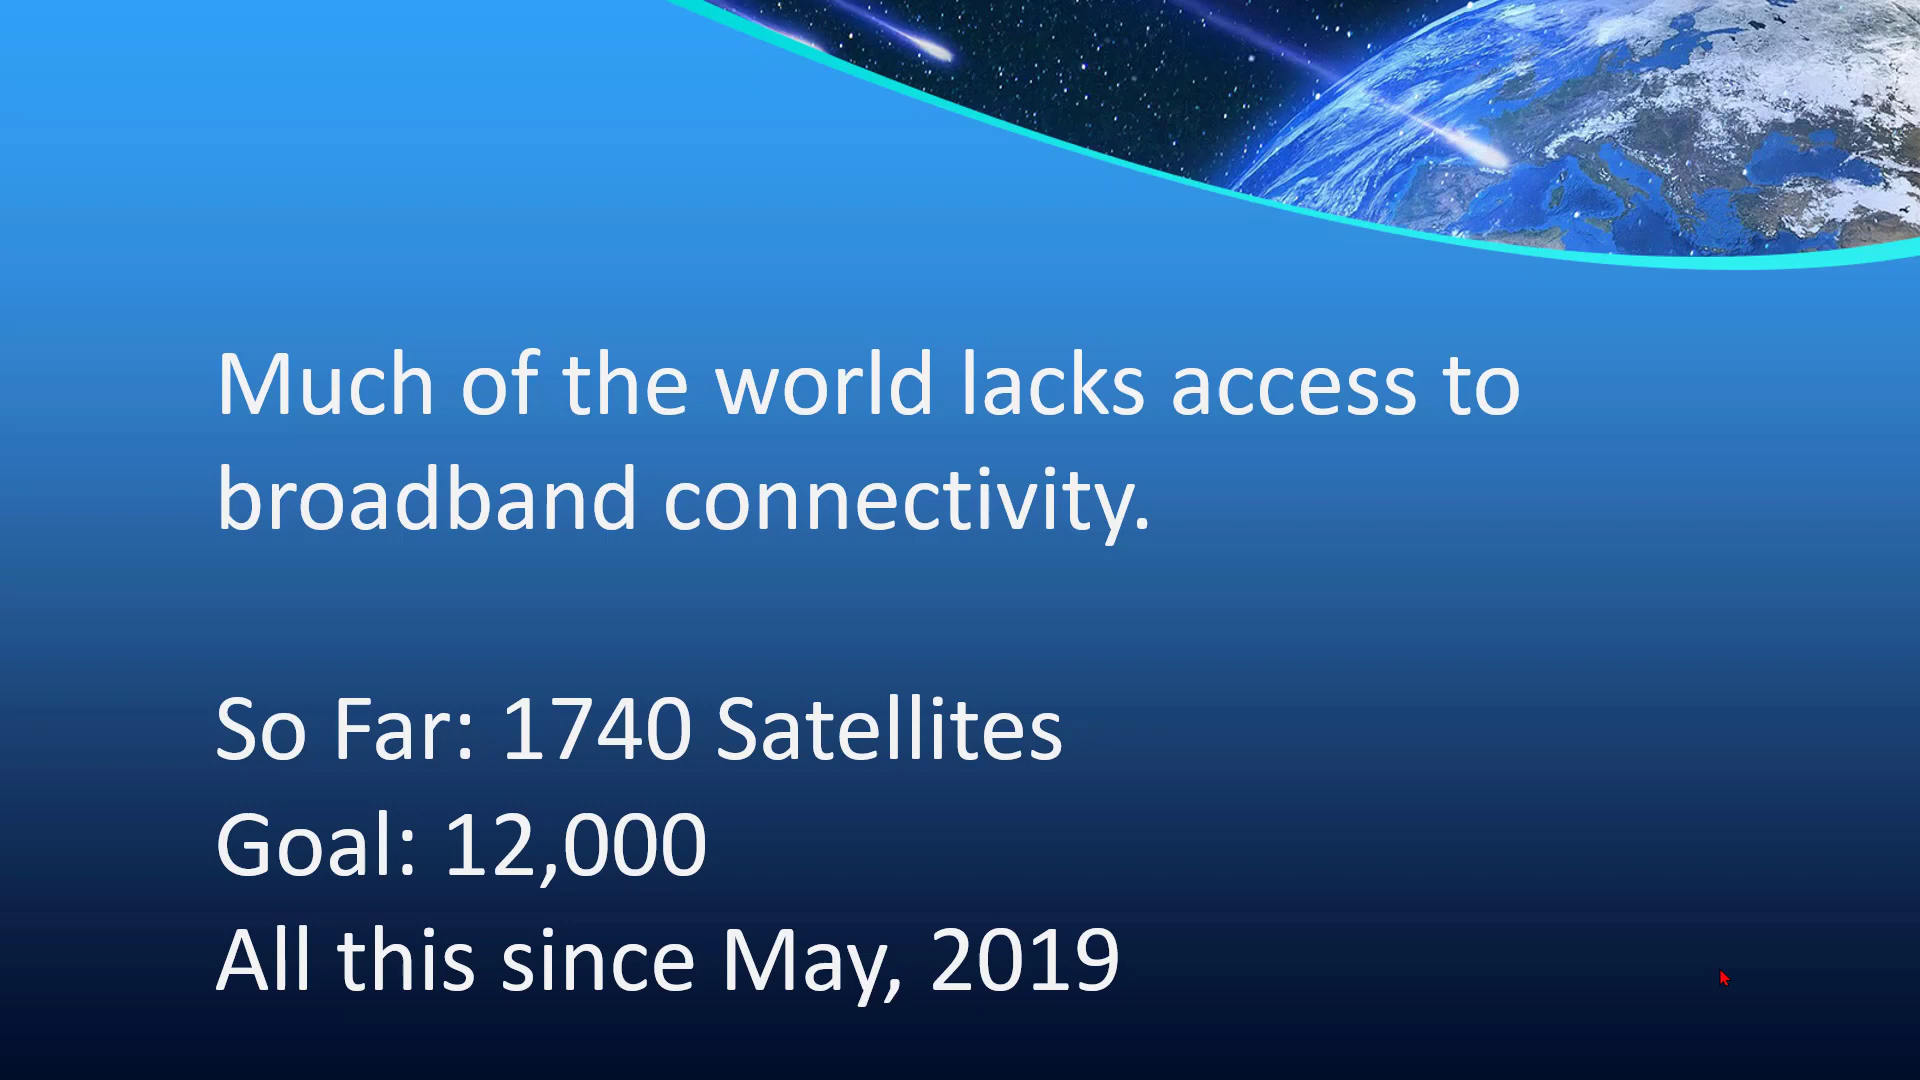 Much of the world lacks access to
broadband connectivity.
So Far: 1740 Satellites
Goal: 12,000
All this since May, 2019